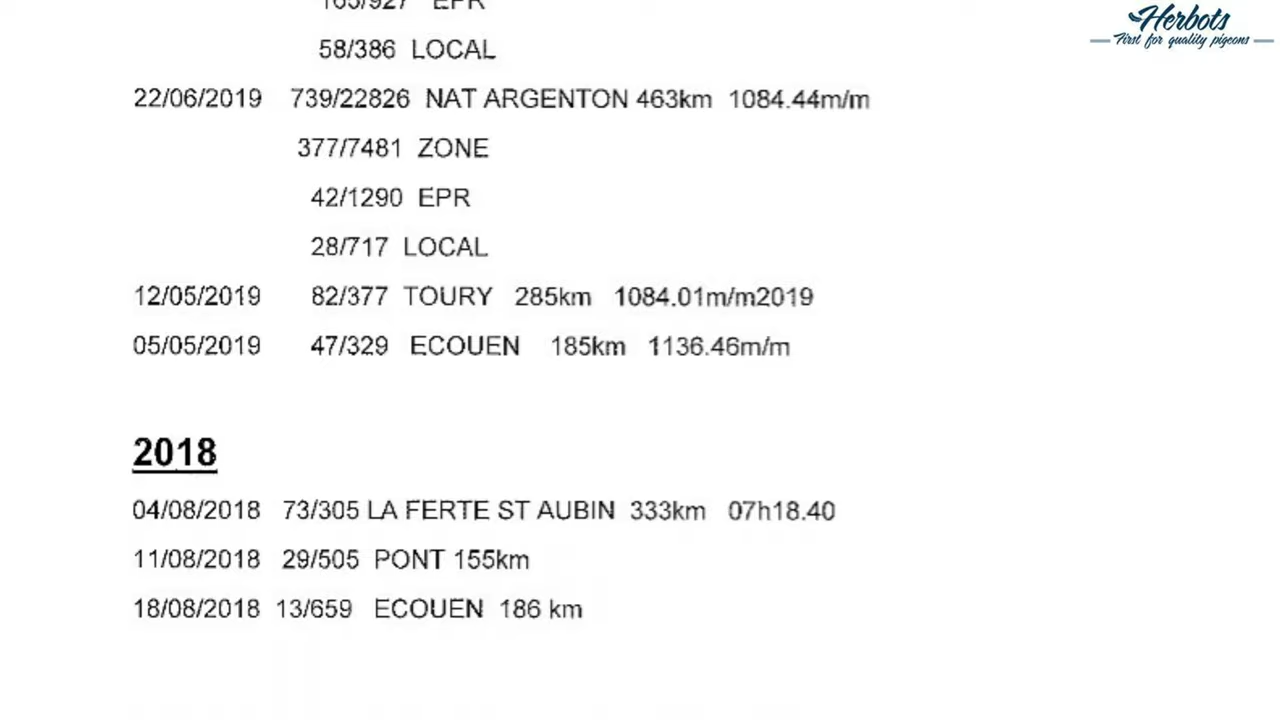 165/927 EPR
Herbots
First for quality pigeons
58/386 LOCAL
22/06/2019 739/22826 NAT ARGENTON 463km 1084.44m/m
377/7481 ZONE
42/1290 EPR
28/717 LOCAL
12/05/2019 82/377 TOURY 285km 1084.01m/m2019
05/05/2019 47/329 ECOUEN 185km 1136.46m/m
2018
04/08/2018 73/305 LA FERTE ST AUBIN 333km 07h18.40
11/08/2018 29/505 PONT 155km
18/08/2018 13/659 ECOUEN 186 km